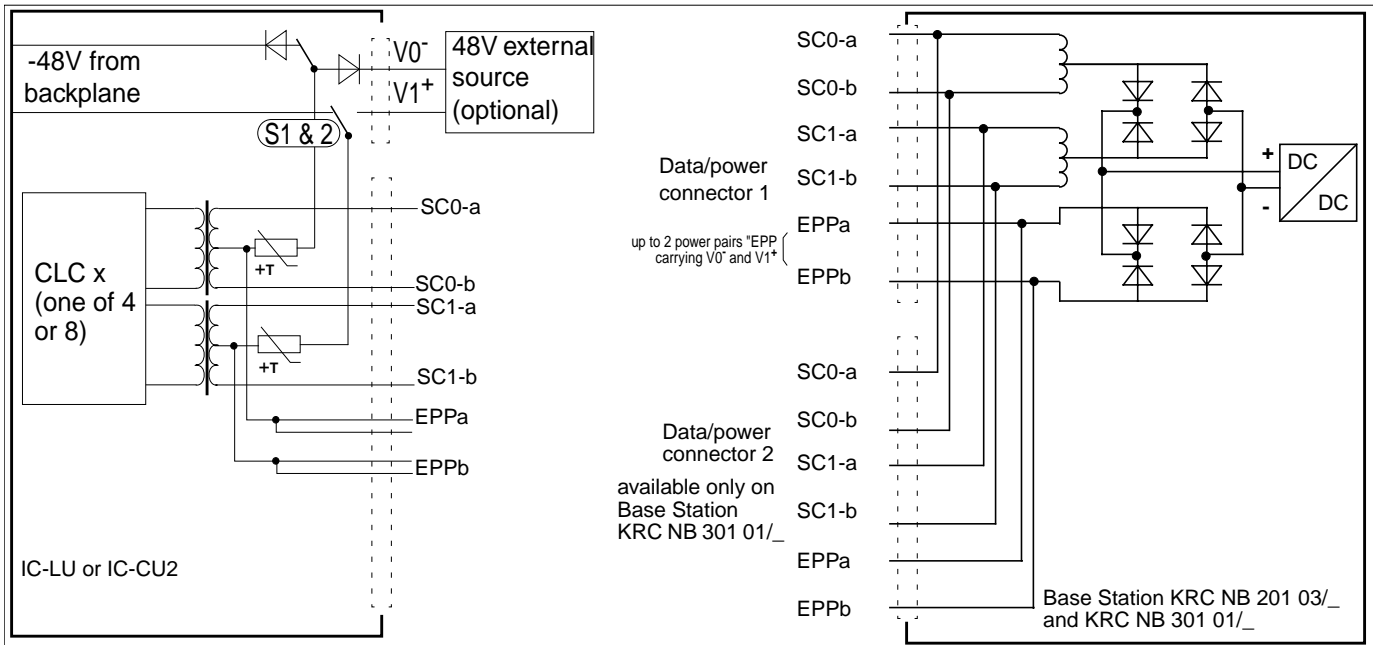 -48V from
backplane
V0-
V1+
48V external
source
(optional)
S1 & 2
CLC x
(one of 4
or 8)
+T
+T
SC0-a
SC0-b
SC1-a
SC1-b
EPPa
EPPb
IC-LU or IC-CU2
Data/power
connector 1
up to 2 power pairs "EPP
carrying V0- and V1+
SC0-a
SC0-b
SC1-a
SC1-b
EPPa
EPPb
Data/power
connector 2
available only on
Base Station
KRC NB 301 01/_
SC0-a
SC0-b
SC1-a
SC1-b
EPPa
EPPb
+
-
DC
DC
Base Station KRC NB 201 03/_
and KRC NB 301 01/_